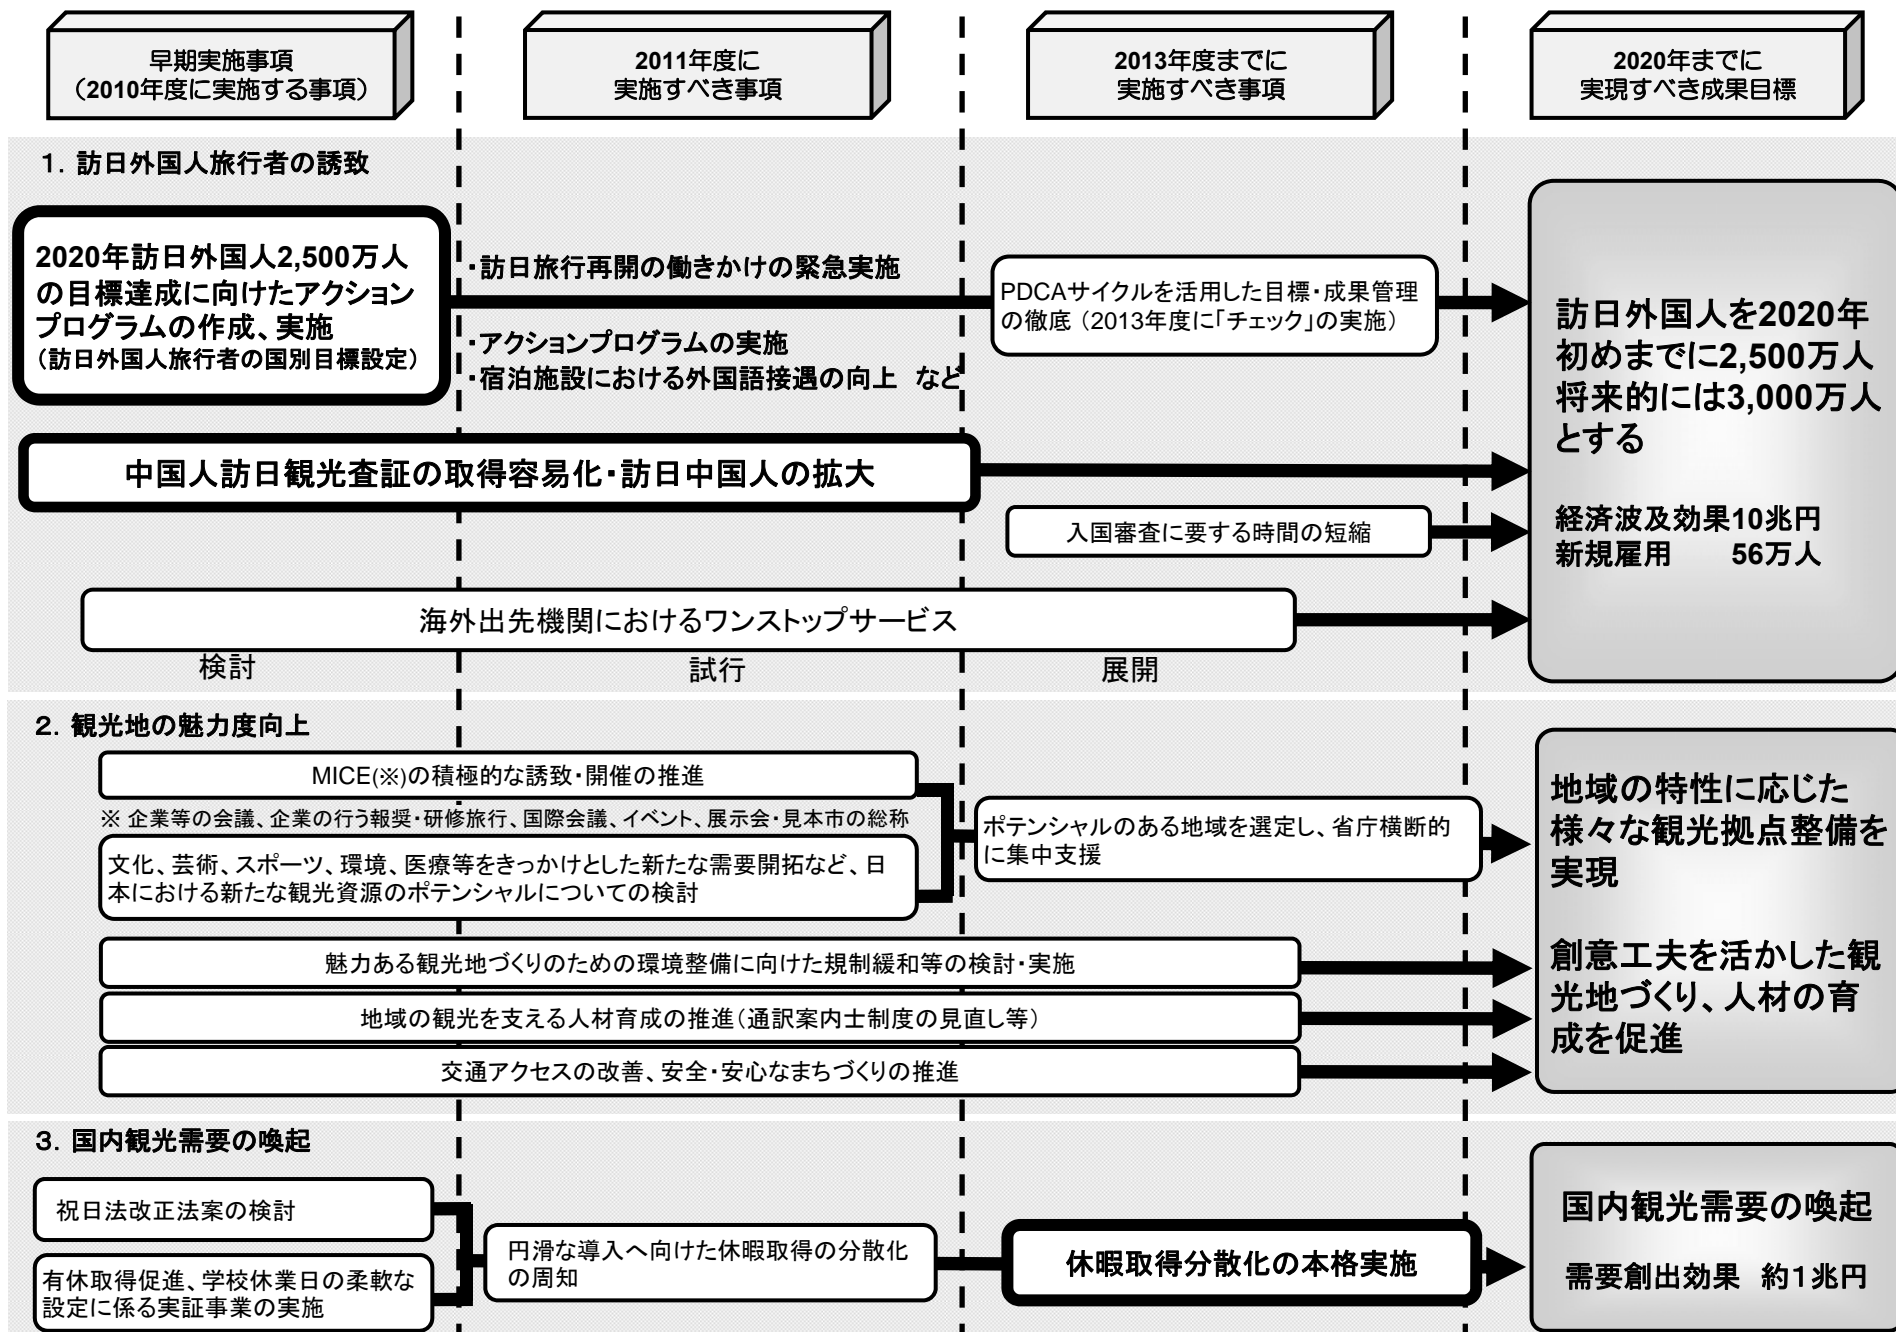 早期実施事項
（2010年度に実施する事項）
2011年度に
実施すべき事項
2013年度までに
実施すべき事項
2020年までに
実現すべき成果目標
１．訪日外国人旅行者の誘致
2020年訪日外国人2,500万人
の目標達成に向けたアクション
プログラムの作成、実施
（訪日外国人旅行者の国別目標設定）
・訪日旅行再開の働きかけの緊急実施
・アクションプログラムの実施
・宿泊施設における外国語接遇の向上　など
PDCAサイクルを活用した目標・成果管理
の徹底（2013年度に「チェック」の実施）
訪日外国人を2020年
初めまでに2,500万人
将来的には3,000万人
とする
経済波及効果10兆円
新規雇用　　56万人
中国人訪日観光査証の取得容易化・訪日中国人の拡大
入国審査に要する時間の短縮
海外出先機関におけるワンストップサービス
検討
試行
展開
２．観光地の魅力度向上
MICE(※)の積極的な誘致・開催の推進
※ 企業等の会議、企業の行う報奨・研修旅行、国際会議、イベント、展示会・見本市の総称
文化、芸術、スポーツ、環境、医療等をきっかけとした新たな需要開拓など、日
本における新たな観光資源のポテンシャルについての検討
ポテンシャルのある地域を選定し、省庁横断的
に集中支援
魅力ある観光地づくりのための環境整備に向けた規制緩和等の検討・実施
地域の観光を支える人材育成の推進（通訳案内士制度の見直し等）
交通アクセスの改善、安全・安心なまちづくりの推進
地域の特性に応じた
様々な観光拠点整備を
実現
創意工夫を活かした観
光地づくり、人材の育
成を促進
３．国内観光需要の喚起
祝日法改正法案の検討
有休取得促進、学校休業日の柔軟な
設定に係る実証事業の実施
円滑な導入へ向けた休暇取得の分散化
の周知
休暇取得分散化の本格実施
国内観光需要の喚起
需要創出効果　約１兆円